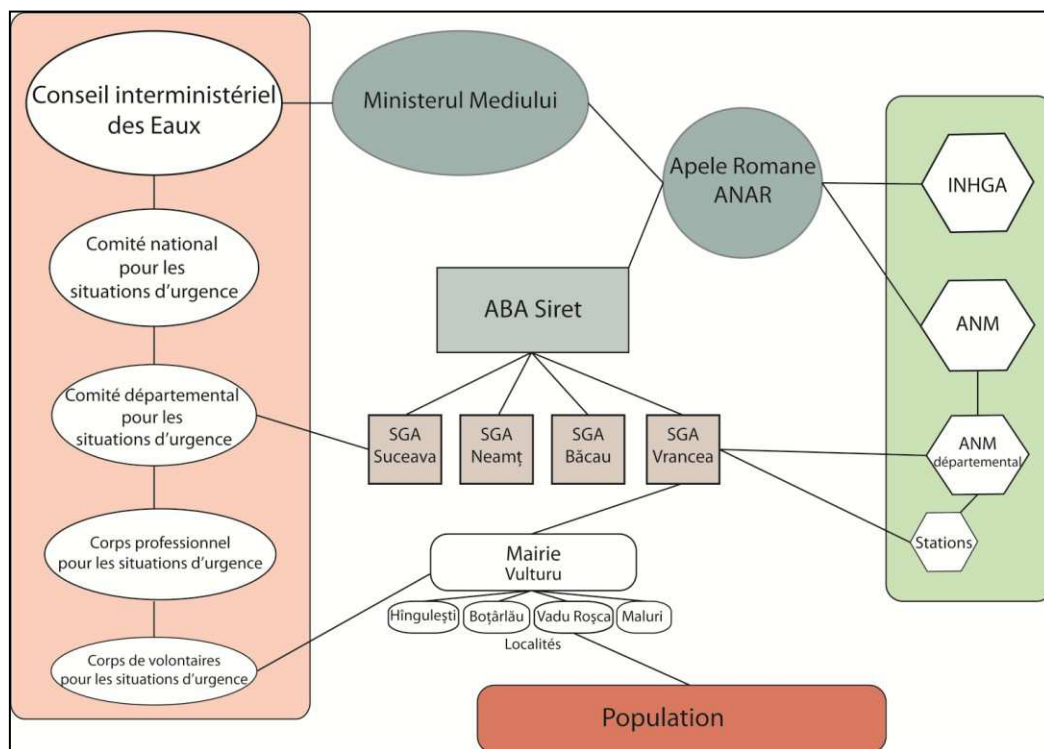 Conseil interministériel
des Eaux
Ministerul Mediului
Apele Romane
ANAR
INHGA
Comité national
pour les
situations d'urgence
ABA Siret
ANM
Comité départemental
pour les
situations d'urgence
SGA
Suceava
SGA
Neamț
SGA
Băcau
SGA
Vrancea
ANM
départemental
Stations
Corps professionnel
pour les situations d'urgence
Mairie
Vulturu
Hîngulești
Boțârlău
Vadu Roșca
Maluri
Localités
Corps de volontaires
pour les situations d'urgence
Population